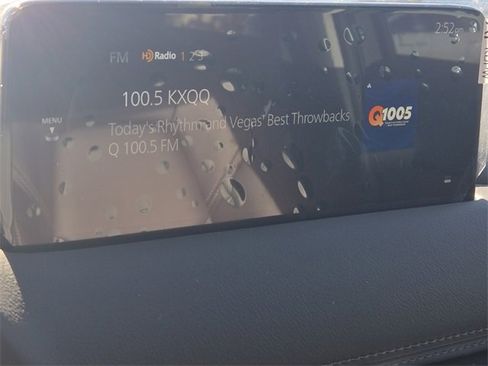 2:52
FM HD Radio 1 2 3
100.5 KXQQ
MENU
Today's Rhythm and Vegas' Best Throwbacks
Q 100.5 FM
Q1005